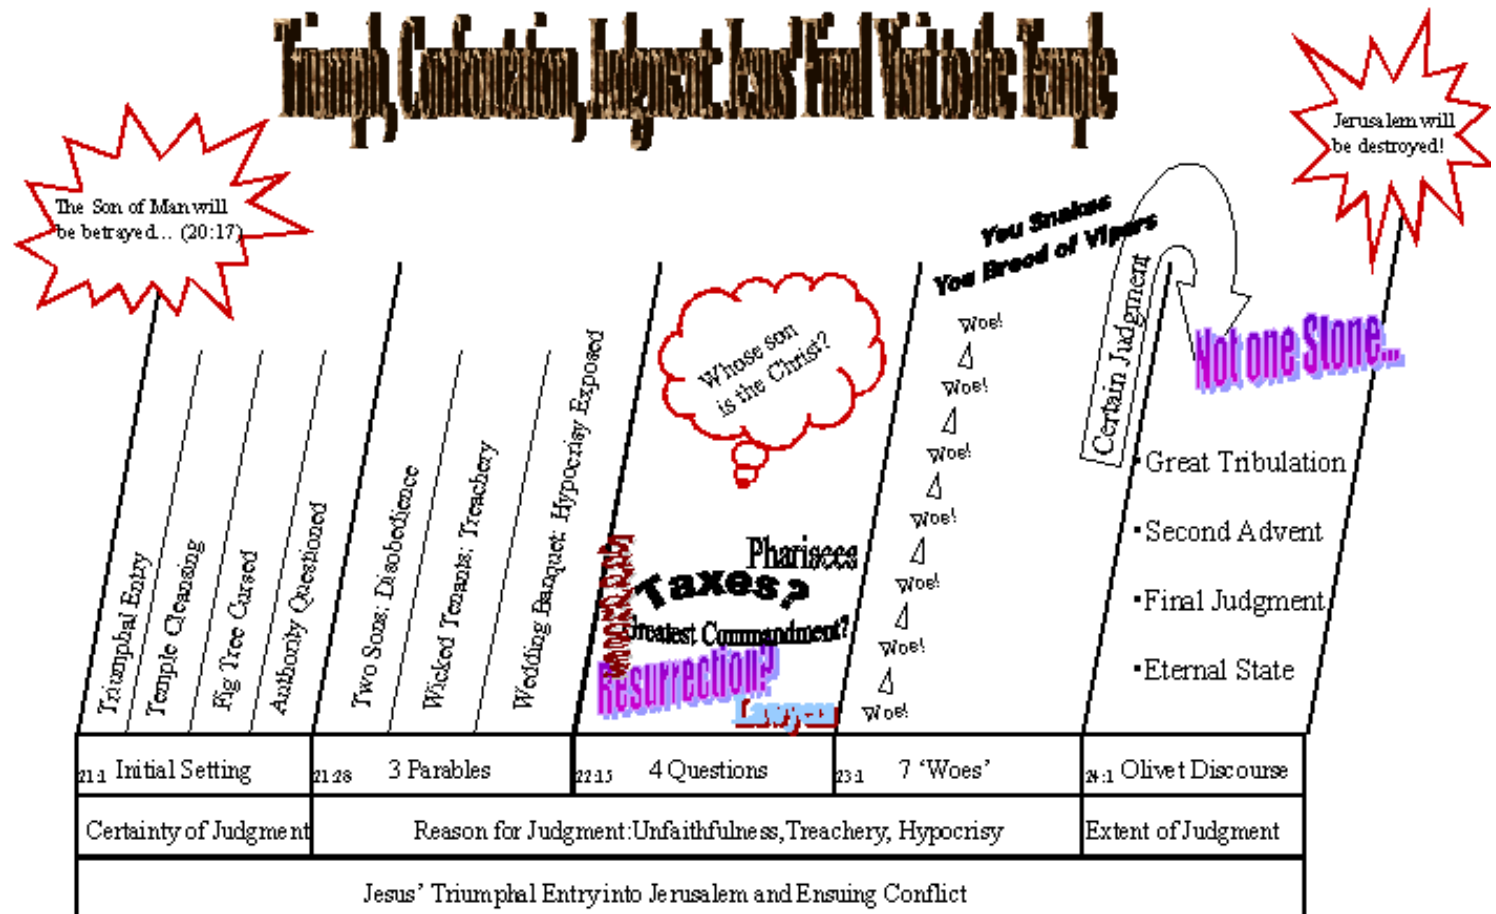 Triumph, Confrontation, Judgment: Jesus' Final Visit to the Temple
The Son of Man will
be betrayed... (20:17)
Jerusalem will
be destroyed!
You Snakes
You Brood of Vipers
Certain Judgment
Not one Stone...
Triumphal Entry
Temple Cleansing
Fig Tree Cursed
Authority Questioned
Two Sons: Disobedience
Wicked Tenants: Treachery
Wedding Banquet: Hypocrisy Exposed
Whose son
is the Christ?
Pharisees
Taxes?
Greatest Commandment?
Resurrection?
Lawyers
Woe!
Woe!
Woe!
Woe!
Woe!
Woe!
Woe!
•Great Tribulation
•Second Advent
•Final Judgment
•Eternal State
21:1 Initial Setting
21:28 3 Parables
22:15 4 Questions
23:1 7 ‘Woes’
24:1 Olivet Discourse
Certainty of Judgment
Reason for Judgment:Unfaithfulness,Treachery, Hypocrisy
Extent of Judgment
Jesus’ Triumphal Entry into Jerusalem and Ensuing Conflict